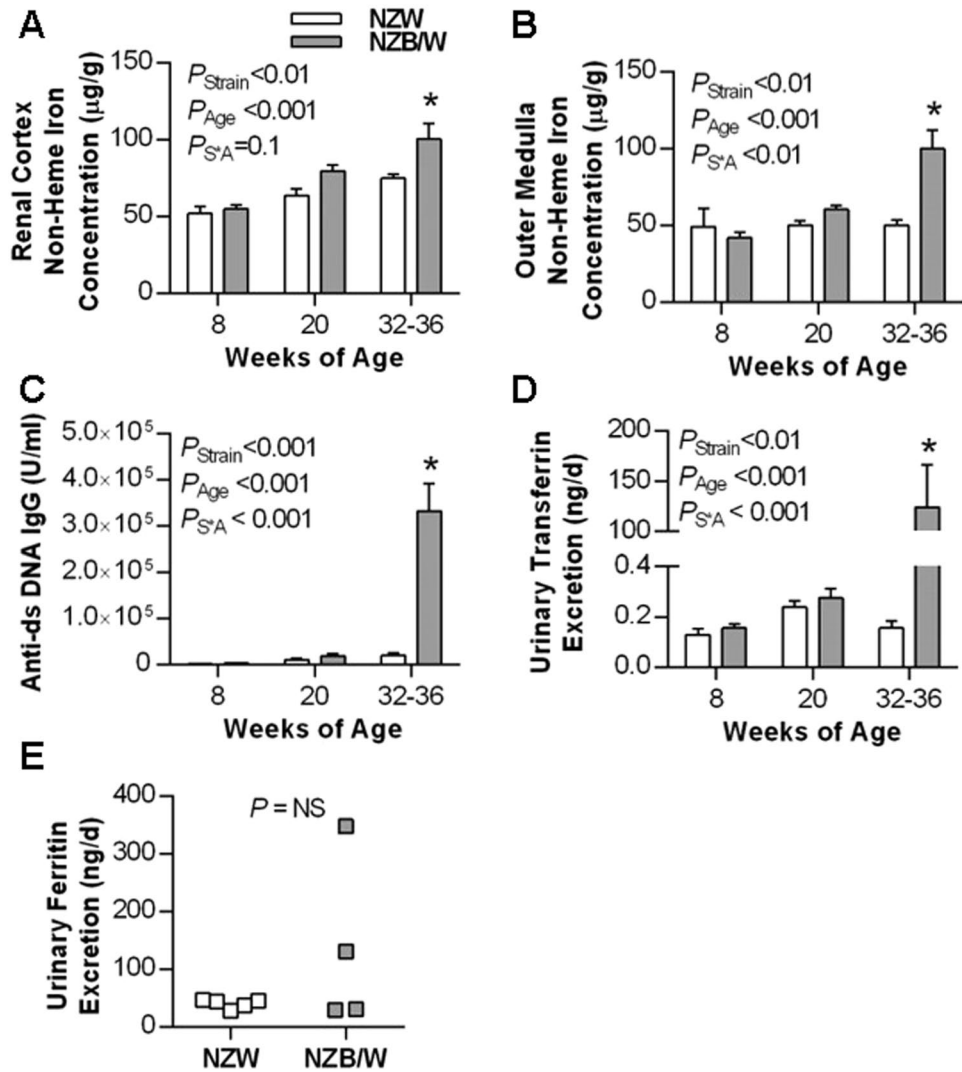 A
NZW
NZB/W
Renal Cortex
Non-Heme Iron
Concentration (μg/g)
150
100
50
0
PStrain<0.01
PAge <0.001
PS*A=0.1
*
8
20
32-36
Weeks of Age
B
Outer Medulla
Non-Heme Iron
Concentration (μg/g)
150
100
50
0
PStrain<0.01
PAge <0.001
PS*A <0.01
*
8
20
32-36
Weeks of Age
C
Anti-ds DNA IgG (U/ml)
5.0×10⁵
4.0×10⁵
3.0×10⁵
2.0×10⁵
1.0×10⁵
0
PStrain<0.001
PAge <0.001
PS*A < 0.001
*
8
20
32-36
Weeks of Age
D
Urinary Transferrin
Excretion (ng/d)
200
150
100
0.4
0.2
0.0
PStrain<0.01
PAge <0.001
PS*A < 0.001
*
8
20
32-36
Weeks of Age
E
Urinary Ferritin
Excretion (ng/d)
400
300
200
100
0
P = NS
NZW
NZB/W